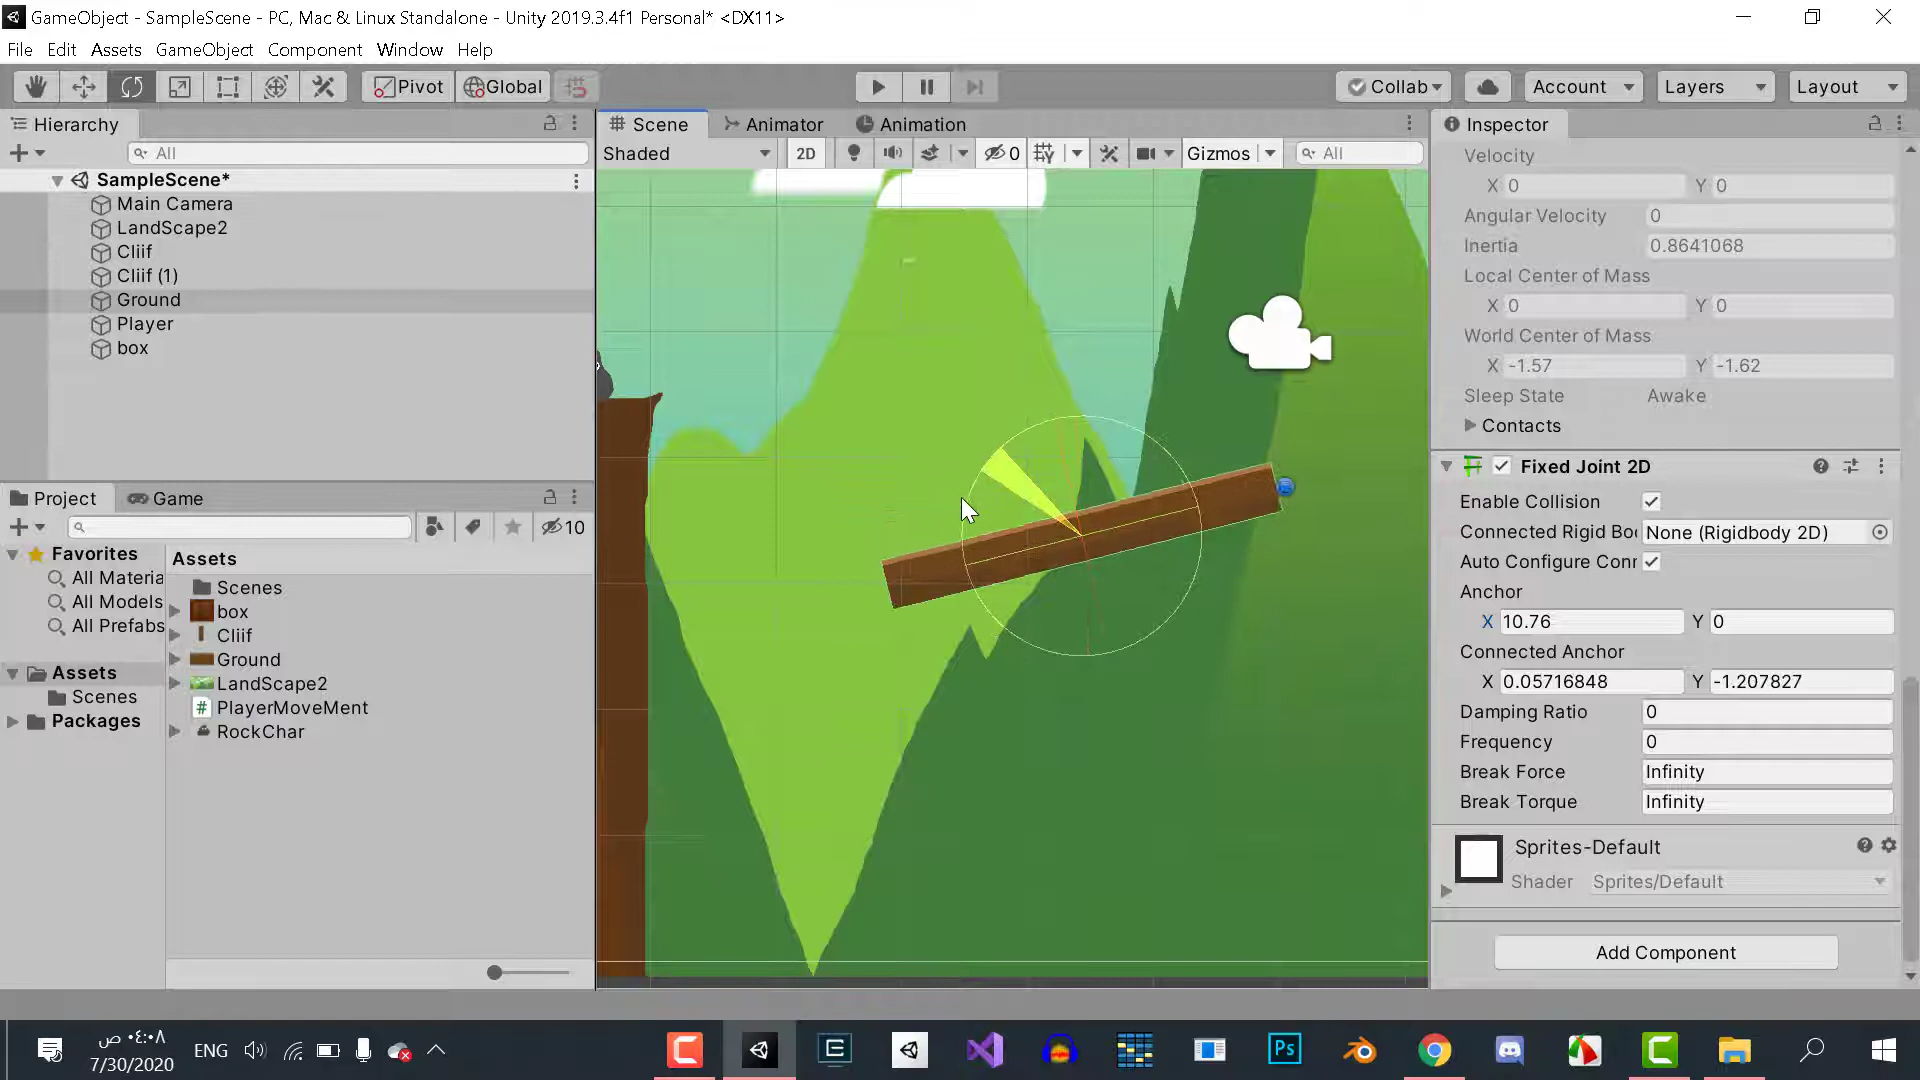 GameObject - SampleScene - PC, Mac & Linux Standalone - Unity 2019.3.4f1 Personal* <DX11>
File Edit Assets GameObject Component Window Help
Pivot Global Collab Account Layers Layout
Hierarchy
All
SampleScene*
Main Camera
LandScape2
Cliif
Cliif (1)
Ground
Player
box
Project Game
10
Favorites
All Materia
All Models
All Prefabs
Assets
Scenes
Packages
Assets
Scenes
box
Cliif
Ground
LandScape2
PlayerMoveMent
RockChar
Scene Animator Animation
Shaded 2D 0 Gizmos All
Inspector
Velocity
X 0 Y 0
Angular Velocity 0
Inertia 0.8641068
Local Center of Mass
X 0 Y 0
World Center of Mass
X -1.57 Y -1.62
Sleep State Awake
Contacts
Fixed Joint 2D
Enable Collision
Connected Rigid Bo None (Rigidbody 2D)
Auto Configure Conr
Anchor
X 10.76 Y 0
Connected Anchor
X 0.05716848 Y -1.207827
Damping Ratio 0
Frequency 0
Break Force Infinity
Break Torque Infinity
Sprites-Default
Shader Sprites/Default
Add Component
٠٤:٠٨ ص
7/30/2020
ENG
Ps